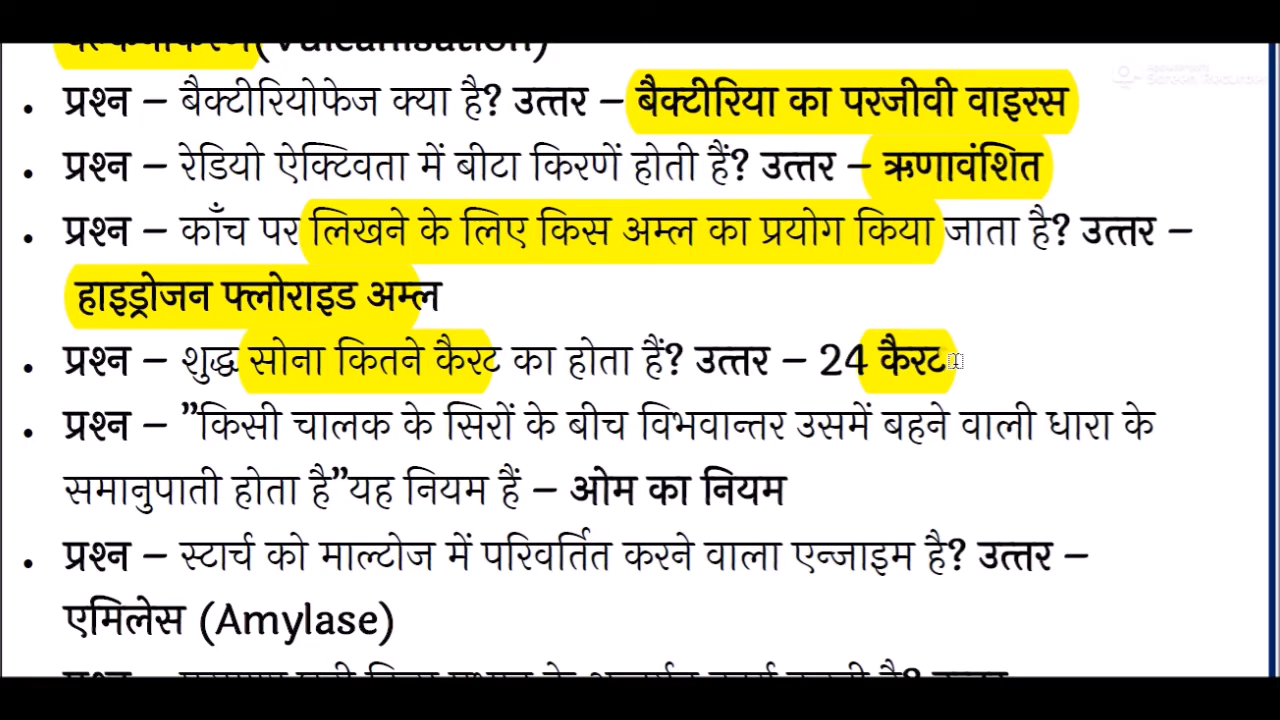 (Vulcanisation)
• प्रश्न – बैक्टीरियोफेज क्या है? उत्तर – बैक्टीरिया का परजीवी वाइरस
• प्रश्न – रेडियो ऐक्टिवता में बीटा किरणें होती हैं? उत्तर – ऋणावंशित
• प्रश्न – काँच पर लिखने के लिए किस अम्ल का प्रयोग किया जाता है? उत्तर –
हाइड्रोजन फ्लोराइड अम्ल
• प्रश्न – शुद्ध सोना कितने कैरट का होता हैं? उत्तर – 24 कैरट
• प्रश्न – ”किसी चालक के सिरों के बीच विभवान्तर उसमें बहने वाली धारा के
समानुपाती होता है”यह नियम हैं – ओम का नियम
• प्रश्न – स्टार्च को माल्टोज में परिवर्तित करने वाला एन्जाइम है? उत्तर –
एमिलेस (Amylase)